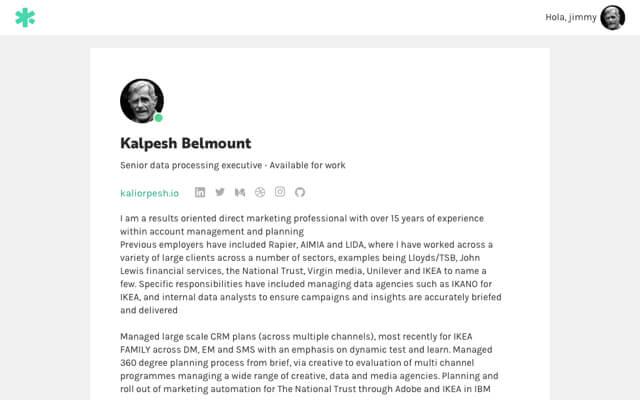 Hola, jimmy
Kalpesh Belmount
Senior data processing executive - Available for work
kaliorpesh.io
I am a results oriented direct marketing professional with over 15 years of experience
within account management and planning
Previous employers have included Rapier, AIMIA and LIDA, where I have worked across a
variety of large clients across a number of sectors, examples being Lloyds/TSB, John
Lewis financial services, the National Trust, Virgin media, Unilever and IKEA to name a
few. Specific responsibilities have included managing data agencies such as IKANO for
IKEA, and internal data analysts to ensure campaigns and insights are accurately briefed
and delivered
Managed large scale CRM plans (across multiple channels), most recently for IKEA
FAMILY across DM, EM and SMS with an emphasis on dynamic test and learn. Managed
360 degree planning process from brief, via creative to evaluation of multi channel
programmes managing a wide range of creative, data and media agencies. Planning and
roll out of marketing automation for The National Trust through Adobe and IKEA in IBM